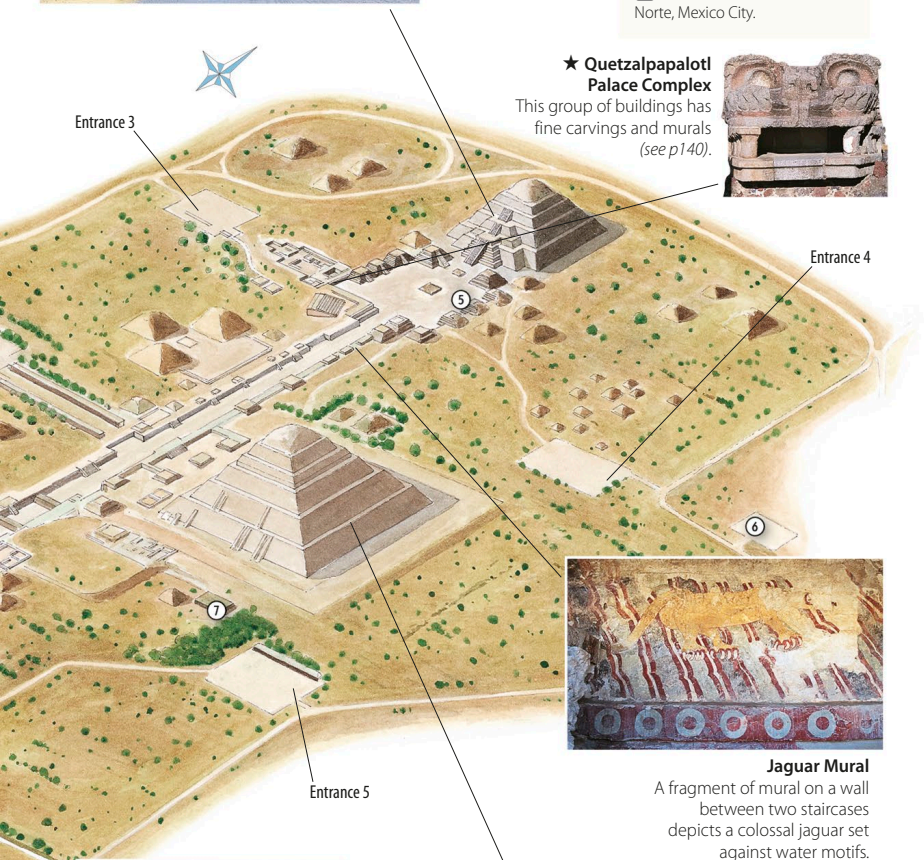 Norte, Mexico City.
★ Quetzalpapalotl
Palace Complex
This group of buildings has
fine carvings and murals
(see p140).
Entrance 3
Entrance 4
5
6
7
Entrance 5
Jaguar Mural
A fragment of mural on a wall
between two staircases
depicts a colossal jaguar set
against water motifs.